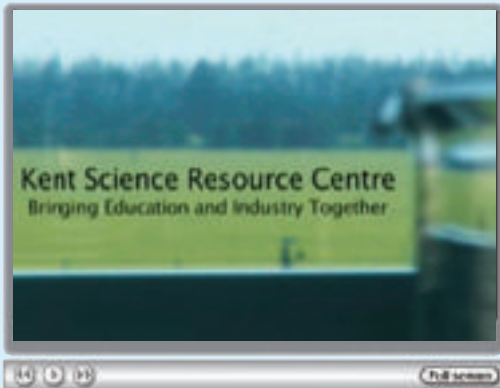 Kent Science Resource Centre
Bringing Education and Industry Together
Full screen